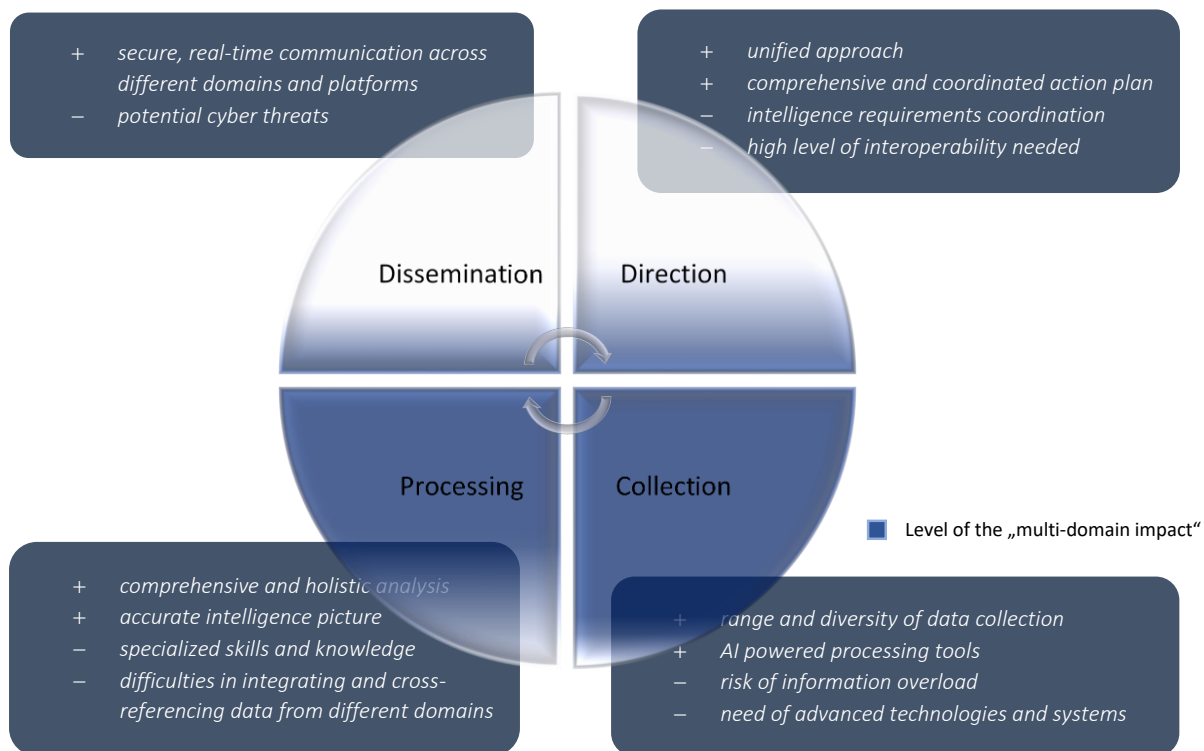 + secure, real-time communication across
different domains and platforms
– potential cyber threats
+ unified approach
+ comprehensive and coordinated action plan
– intelligence requirements coordination
– high level of interoperability needed
Dissemination
Direction
Processing
Collection
Level of the „multi-domain impact“
+ comprehensive and holistic analysis
+ accurate intelligence picture
– specialized skills and knowledge
– difficulties in integrating and cross-
referencing data from different domains
+ range and diversity of data collection
+ AI powered processing tools
– risk of information overload
– need of advanced technologies and systems